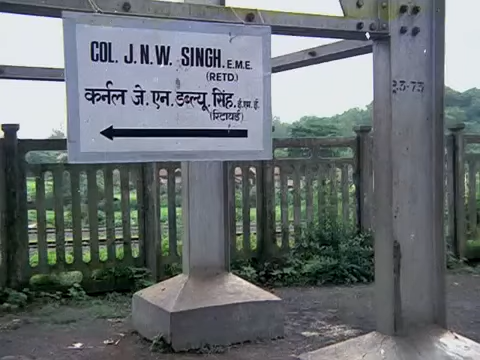 COL. J.N.W. SINGH. E.M.E.
(RETD.)
कर्नल जे. एन. डब्ल्यू. सिंह. ई.एम.ई.
(रिटायर्ड)
23-73